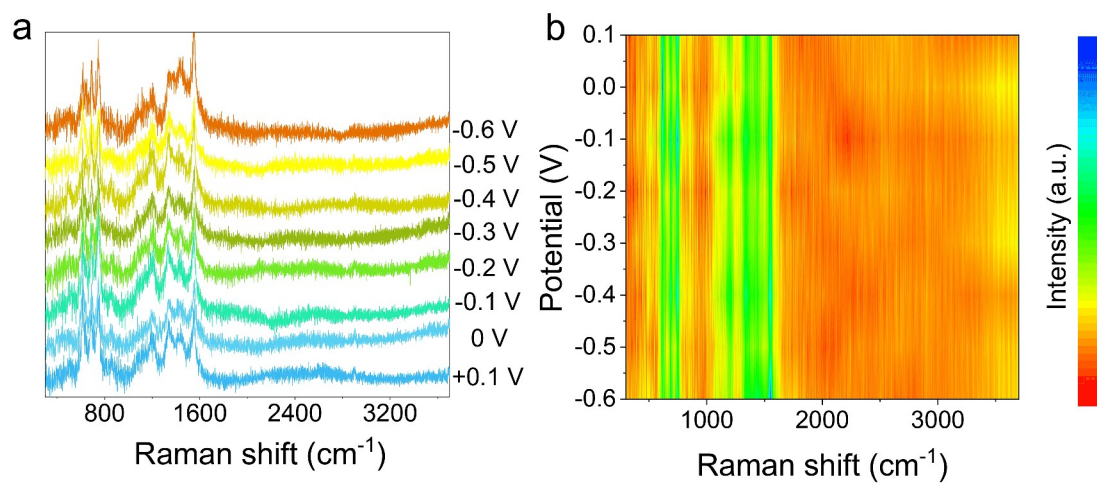 a
-0.6 V
-0.5 V
-0.4 V
-0.3 V
-0.2 V
-0.1 V
0 V
+0.1 V
800 1600 2400 3200
Raman shift (cm-1)
b
Potential (V)
0.1
0.0
-0.1
-0.2
-0.3
-0.4
-0.5
-0.6
1000 2000 3000
Raman shift (cm-1)
Intensity (a.u.)